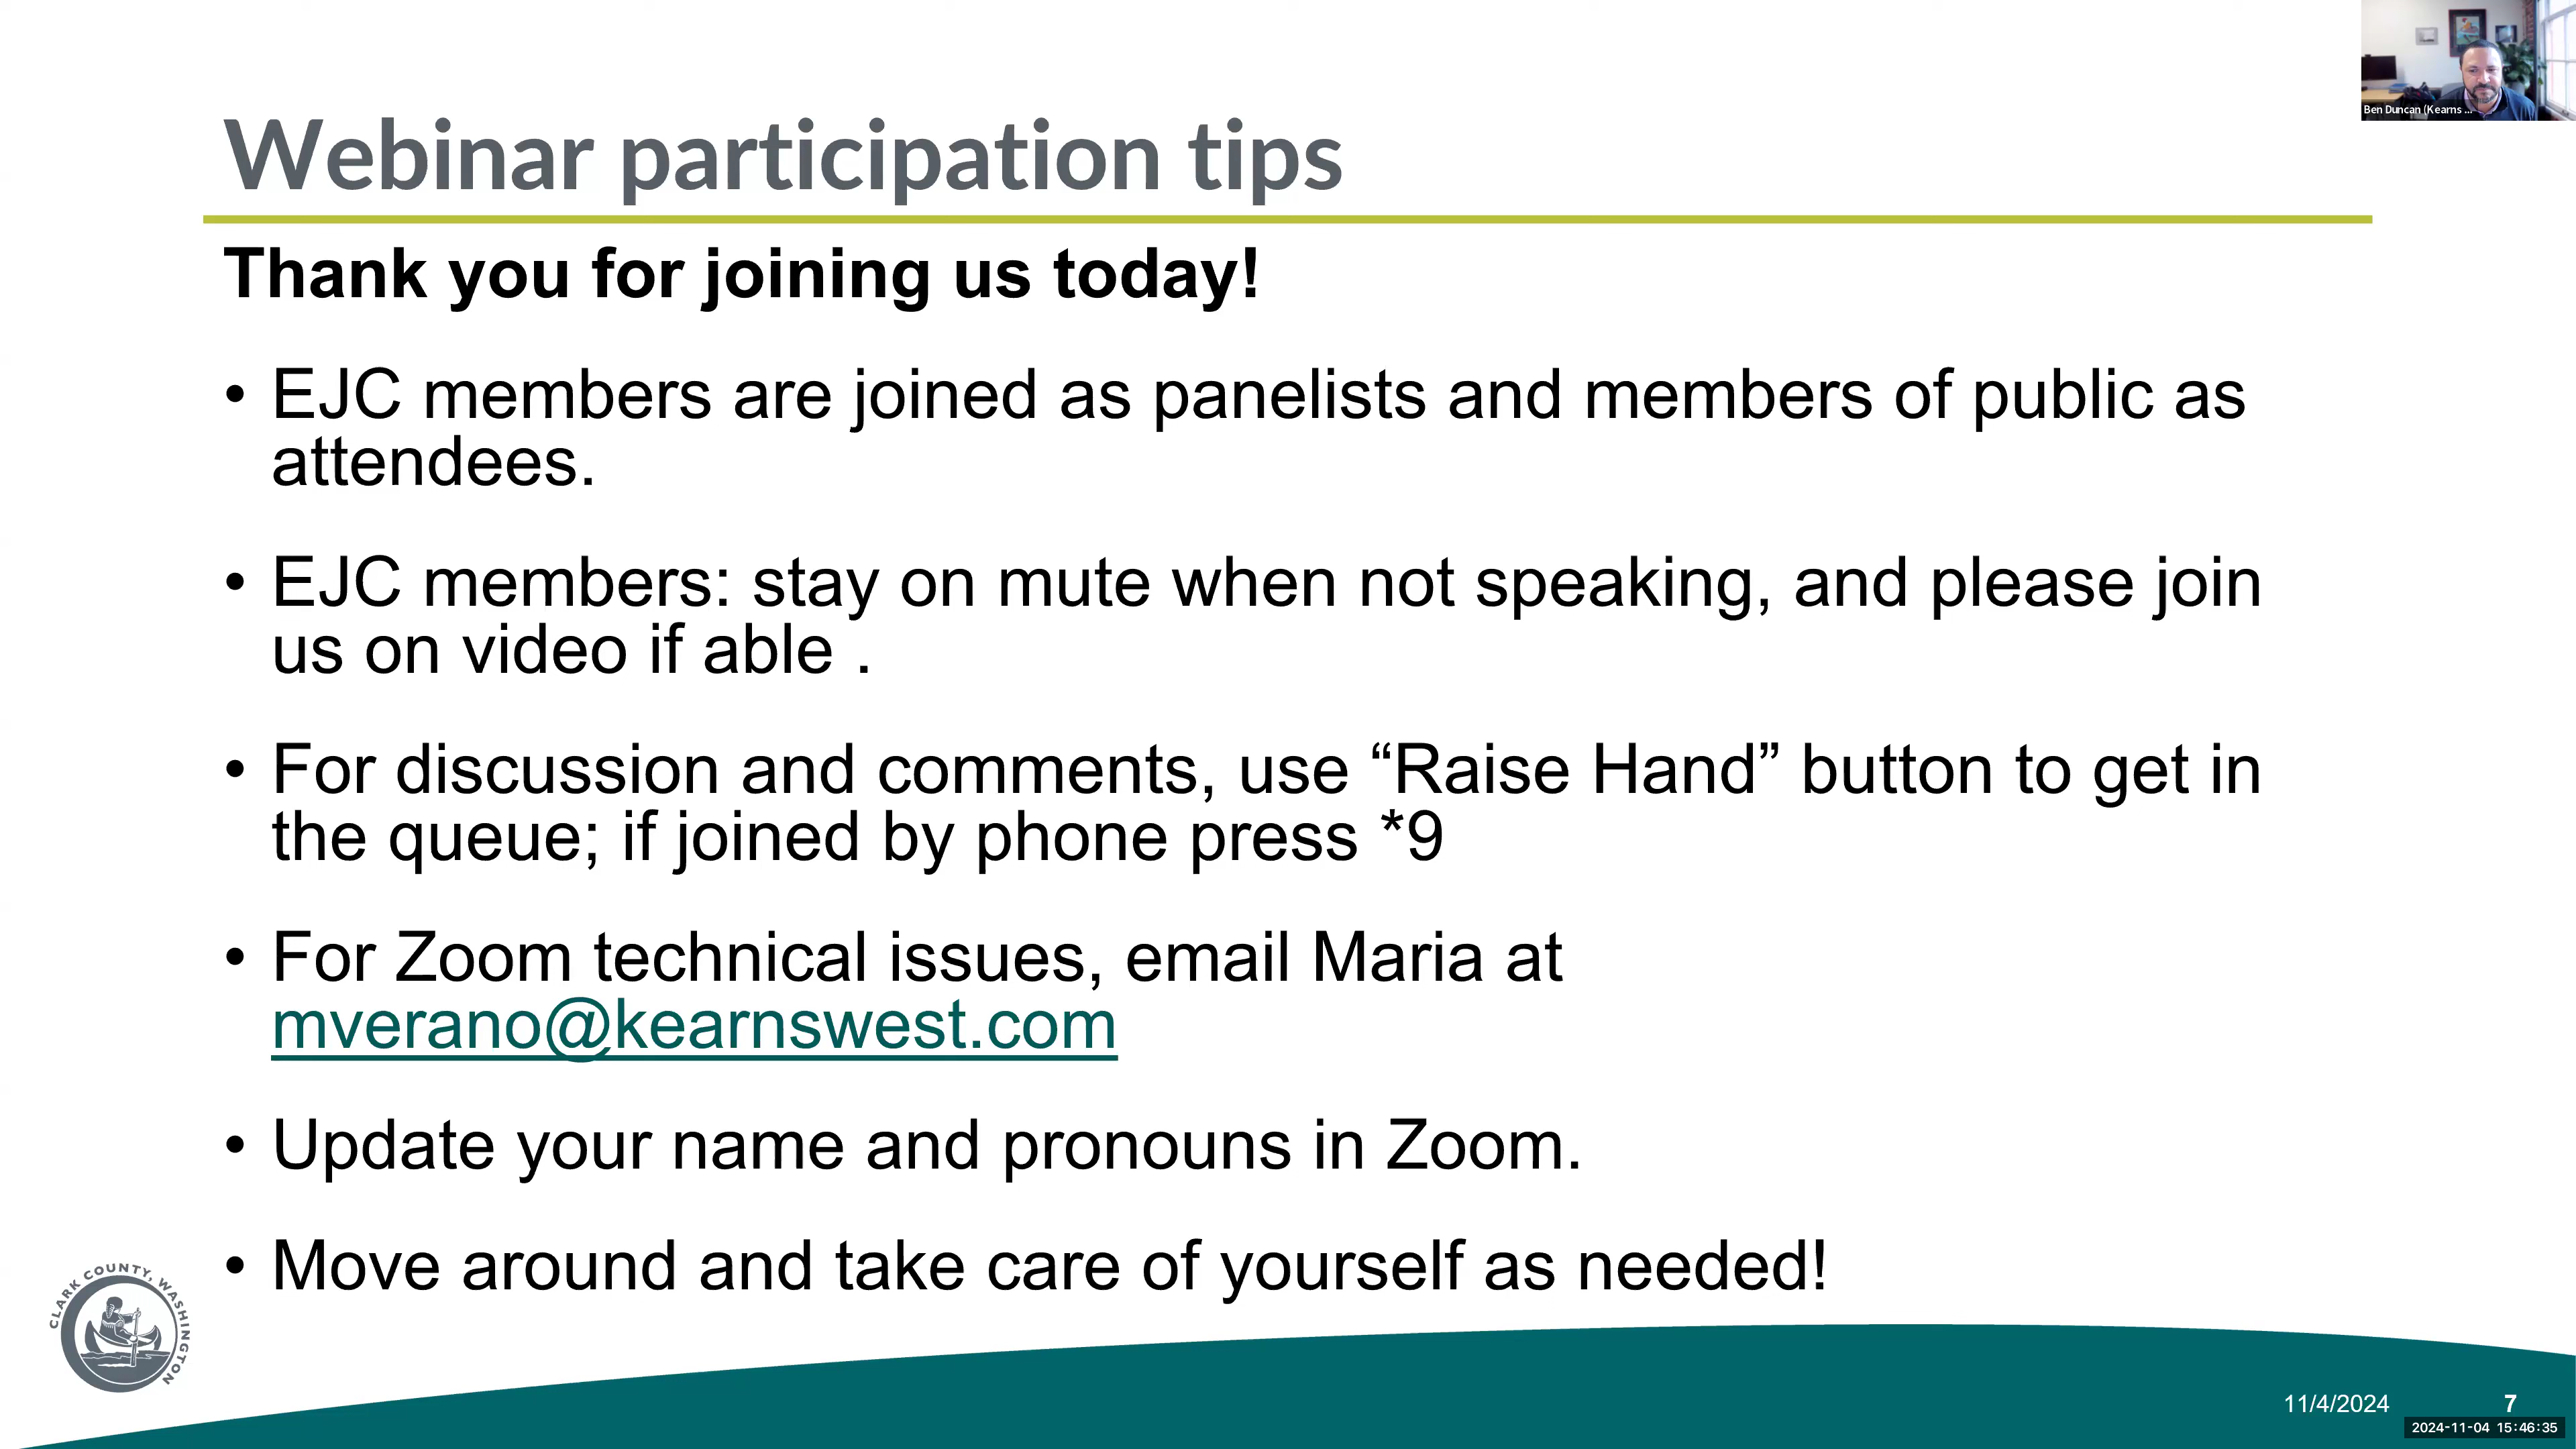 Ben Duncan (Kearns ...
Webinar participation tips
Thank you for joining us today!
• EJC members are joined as panelists and members of public as
attendees.
• EJC members: stay on mute when not speaking, and please join
us on video if able .
• For discussion and comments, use “Raise Hand” button to get in
the queue; if joined by phone press *9
• For Zoom technical issues, email Maria at
mverano@kearnswest.com
• Update your name and pronouns in Zoom.
• Move around and take care of yourself as needed!
CLARK COUNTY, WASHINGTON
11/4/2024 7
2024-11-04 15:46:35